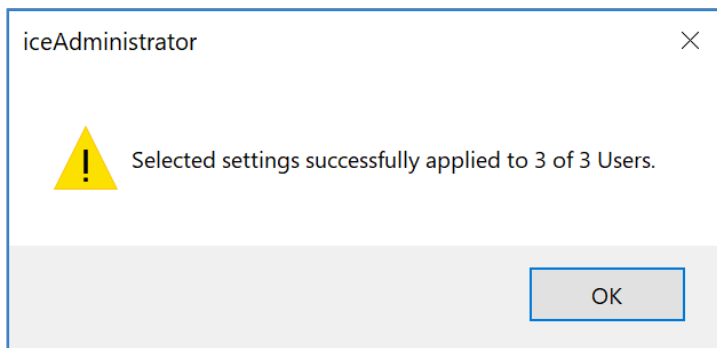 iceAdministrator
Selected settings successfully applied to 3 of 3 Users.
OK